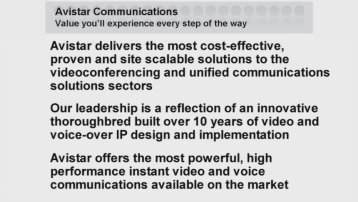 Avistar Communications
Value you'll experience every step of the way
Avistar delivers the most cost-effective,
proven and site scalable solutions to the
videoconferencing and unified communications
solutions sectors
Our leadership is a reflection of an innovative
thoroughbred built over 10 years of video and
voice-over IP design and implementation
Avistar offers the most powerful, high
performance instant video and voice
communications available on the market